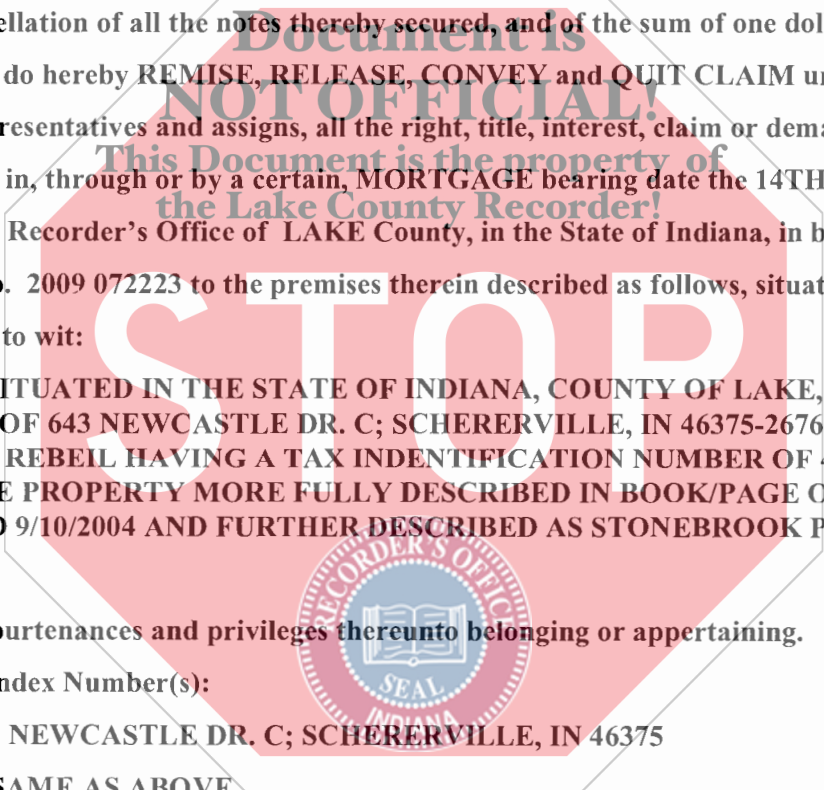 ellation of all the notes thereby secured, and of the sum of one dol
Document is
do hereby REMISE, RELEASE, CONVEY and QUIT CLAIM u
NOT OFFICIAL!
resentatives and assigns, all the right, title, interest, claim or dema
This Document is the property of
in, through or by a certain, MORTGAGE bearing date the 14TH
the Lake County Recorder!
Recorder's Office of LAKE County, in the State of Indiana, in b
. 2009 072223 to the premises therein described as follows, situat
to wit:
STOP
ITUATED IN THE STATE OF INDIANA, COUNTY OF LAKE,
OF 643 NEWCASTLE DR. C; SCHERERVILLE, IN 46375-2676
REBEIL HAVING A TAX INDENTIFICATION NUMBER OF 4
E PROPERTY MORE FULLY DESCRIBED IN BOOK/PAGE O
9/10/2004 AND FURTHER DESCRIBED AS STONEBROOK P
RECORDER'S OFFICE
SEAL
INDIANA
ourtenances and privileges thereunto belonging or appertaining.
ndex Number(s):
NEWCASTLE DR. C; SCHERERVILLE, IN 46375
SAME AS ABOVE